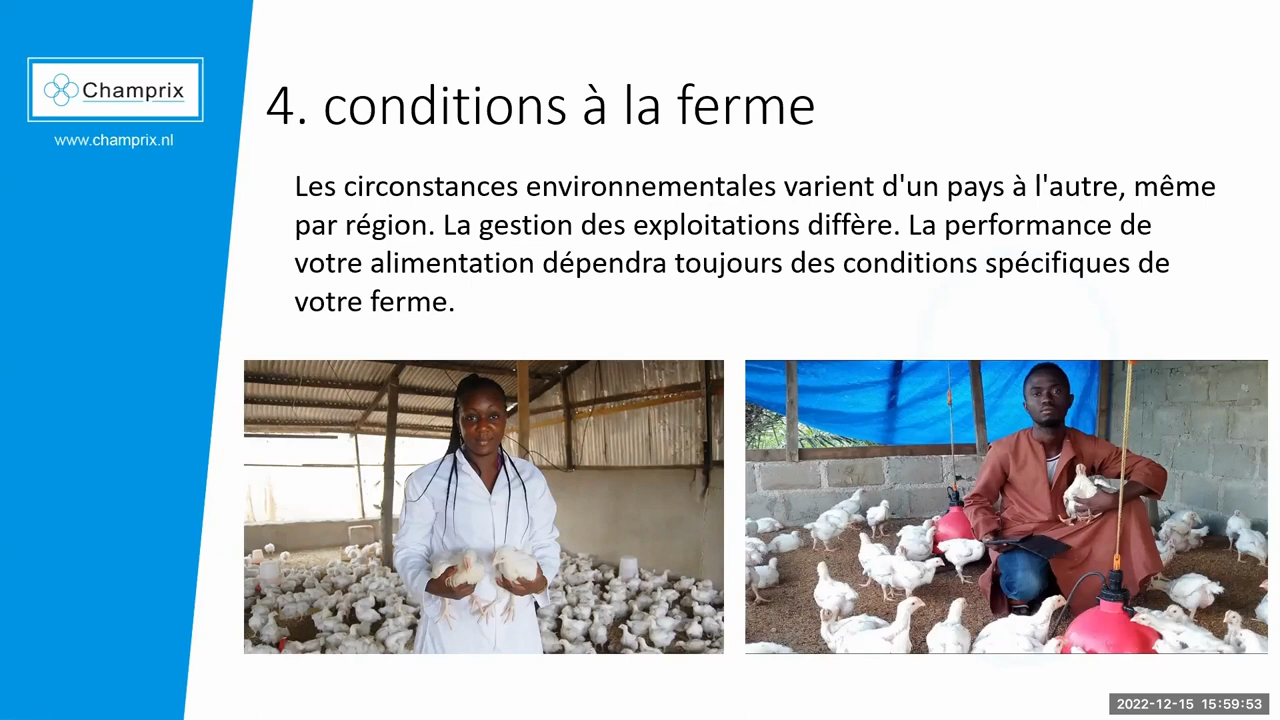 Champrix
www.champrix.nl
4. conditions à la ferme
Les circonstances environnementales varient d'un pays à l'autre, même
par région. La gestion des exploitations diffère. La performance de
votre alimentation dépendra toujours des conditions spécifiques de
votre ferme.
2022-12-15 15:59:53